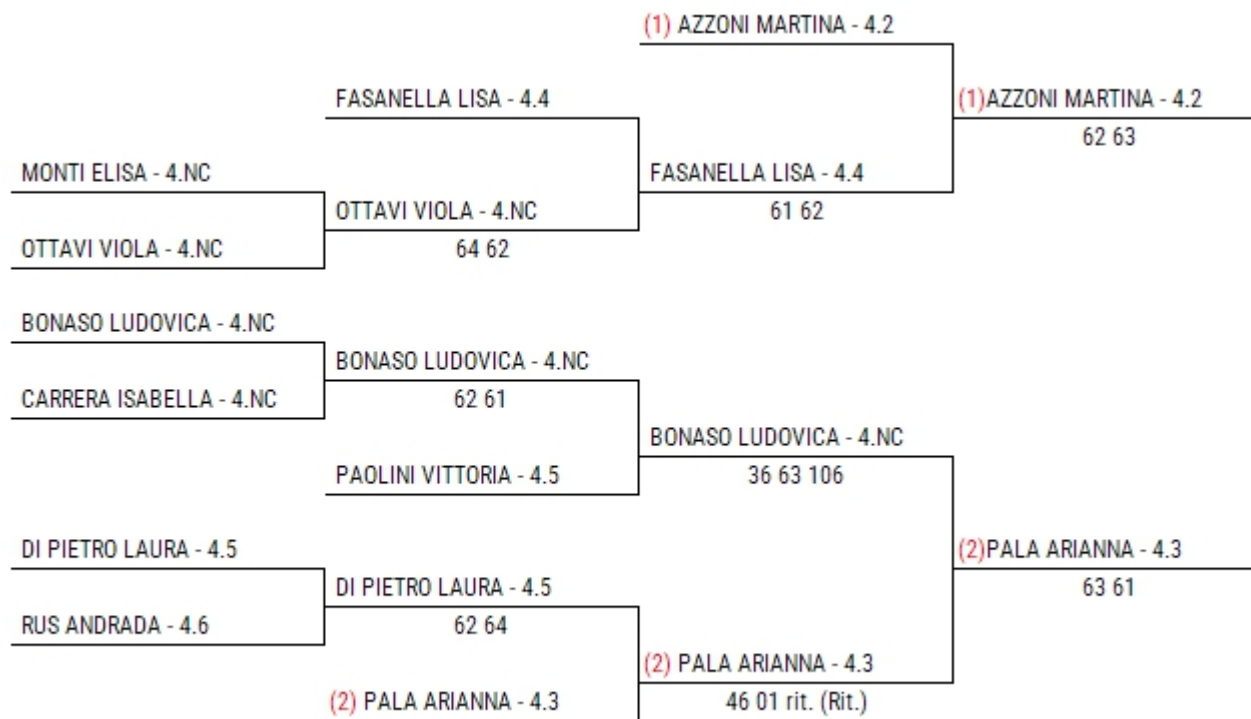 (1) AZZONI MARTINA - 4.2
FASANELLA LISA - 4.4
(1)AZZONI MARTINA - 4.2
62 63
MONTI ELISA - 4.NC
FASANELLA LISA - 4.4
61 62
OTTAVI VIOLA - 4.NC
64 62
OTTAVI VIOLA - 4.NC
BONASO LUDOVICA - 4.NC
BONASO LUDOVICA - 4.NC
62 61
CARRERA ISABELLA - 4.NC
BONASO LUDOVICA - 4.NC
36 63 106
PAOLINI VITTORIA - 4.5
DI PIETRO LAURA - 4.5
(2)PALA ARIANNA - 4.3
63 61
DI PIETRO LAURA - 4.5
62 64
RUS ANDRADA - 4.6
(2) PALA ARIANNA - 4.3
46 01 rit. (Rit.)
(2) PALA ARIANNA - 4.3